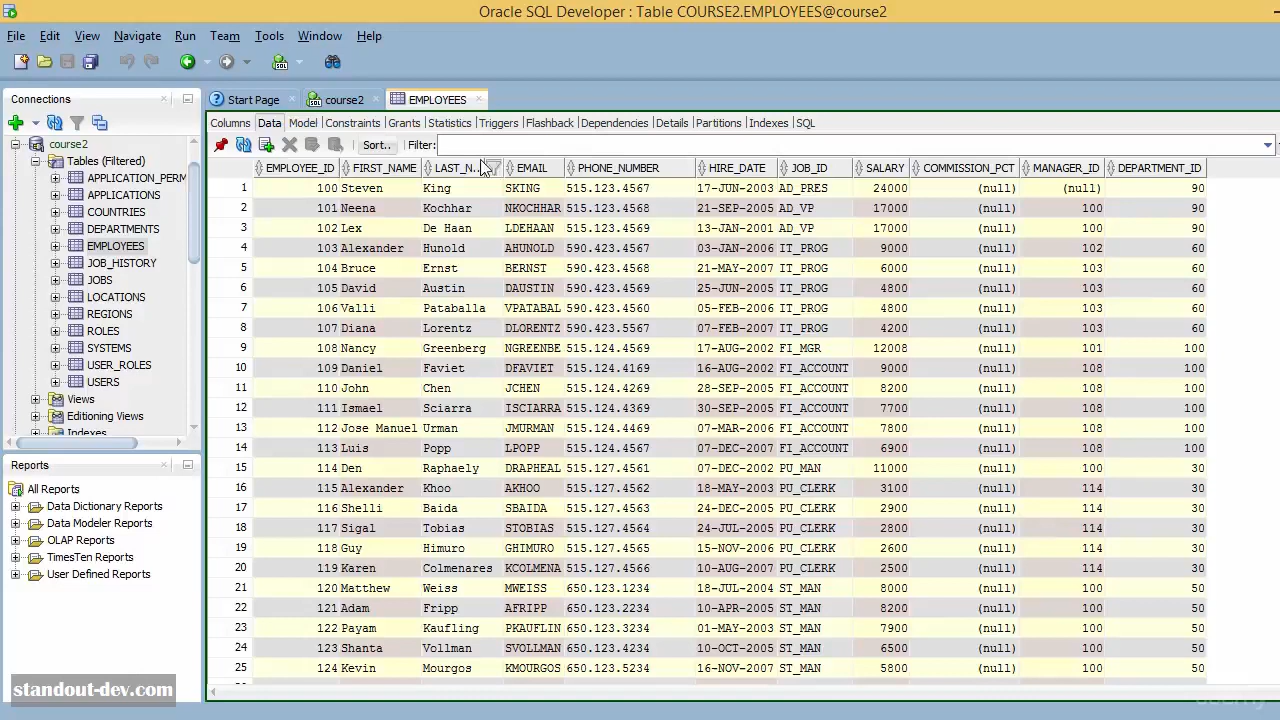 Oracle SQL Developer : Table COURSE2.EMPLOYEES@course2
File Edit View Navigate Run Team Tools Window Help
Connections
course2
Tables (Filtered)
APPLICATION_PERM
APPLICATIONS
COUNTRIES
DEPARTMENTS
EMPLOYEES
JOB_HISTORY
JOBS
LOCATIONS
REGIONS
ROLES
SYSTEMS
USER_ROLES
USERS
Views
Editioning Views
Indexes
Reports
All Reports
Data Dictionary Reports
Data Modeler Reports
OLAP Reports
TimesTen Reports
User Defined Reports
standout-dev.com
Start Page course2 EMPLOYEES
Columns Data Model Constraints Grants Statistics Triggers Flashback Dependencies Details Partitions Indexes SQL
Sort.. Filter:
EMPLOYEE_ID FIRST_NAME LAST_N... EMAIL PHONE_NUMBER HIRE_DATE JOB_ID SALARY COMMISSION_PCT MANAGER_ID DEPARTMENT_ID
1 100 Steven King SKING 515.123.4567 17-JUN-2003 AD_PRES 24000 (null) (null) 90
2 101 Neena Kochhar NKOCHHAR 515.123.4568 21-SEP-2005 AD_VP 17000 (null) 100 90
3 102 Lex De Haan LDEHAAN 515.123.4569 13-JAN-2001 AD_VP 17000 (null) 100 90
4 103 Alexander Hunold AHUNOLD 590.423.4567 03-JAN-2006 IT_PROG 9000 (null) 102 60
5 104 Bruce Ernst BERNST 590.423.4568 21-MAY-2007 IT_PROG 6000 (null) 103 60
6 105 David Austin DAUSTIN 590.423.4569 25-JUN-2005 IT_PROG 4800 (null) 103 60
7 106 Valli Pataballa VPATABAL 590.423.4560 05-FEB-2006 IT_PROG 4800 (null) 103 60
8 107 Diana Lorentz DLORENTZ 590.423.5567 07-FEB-2007 IT_PROG 4200 (null) 103 60
9 108 Nancy Greenberg NGREENBE 515.124.4569 17-AUG-2002 FI_MGR 12008 (null) 101 100
10 109 Daniel Faviet DFAVIET 515.124.4169 16-AUG-2002 FI_ACCOUNT 9000 (null) 108 100
11 110 John Chen JCHEN 515.124.4269 28-SEP-2005 FI_ACCOUNT 8200 (null) 108 100
12 111 Ismael Sciarra ISCIARRA 515.124.4369 30-SEP-2005 FI_ACCOUNT 7700 (null) 108 100
13 112 Jose Manuel Urman JMURMAN 515.124.4469 07-MAR-2006 FI_ACCOUNT 7800 (null) 108 100
14 113 Luis Popp LPOPP 515.124.4567 07-DEC-2007 FI_ACCOUNT 6900 (null) 108 100
15 114 Den Raphaely DRAPHEAL 515.127.4561 07-DEC-2002 PU_MAN 11000 (null) 100 30
16 115 Alexander Khoo AKHOO 515.127.4562 18-MAY-2003 PU_CLERK 3100 (null) 114 30
17 116 Shelli Baida SBAIDA 515.127.4563 24-DEC-2005 PU_CLERK 2900 (null) 114 30
18 117 Sigal Tobias STOBIAS 515.127.4564 24-JUL-2005 PU_CLERK 2800 (null) 114 30
19 118 Guy Himuro GHIMURO 515.127.4565 15-NOV-2006 PU_CLERK 2600 (null) 114 30
20 119 Karen Colmenares KCOLMENA 515.127.4566 10-AUG-2007 PU_CLERK 2500 (null) 114 30
21 120 Matthew Weiss MWEISS 650.123.1234 18-JUL-2004 ST_MAN 8000 (null) 100 50
22 121 Adam Fripp AFRIPP 650.123.2234 10-APR-2005 ST_MAN 8200 (null) 100 50
23 122 Payam Kaufling PKAUFLIN 650.123.3234 01-MAY-2003 ST_MAN 7900 (null) 100 50
24 123 Shanta Vollman SVOLLMAN 650.123.4234 10-OCT-2005 ST_MAN 6500 (null) 100 50
25 124 Kevin Mourgos KMOURGOS 650.123.5234 16-NOV-2007 ST_MAN 5800 (null) 100 50